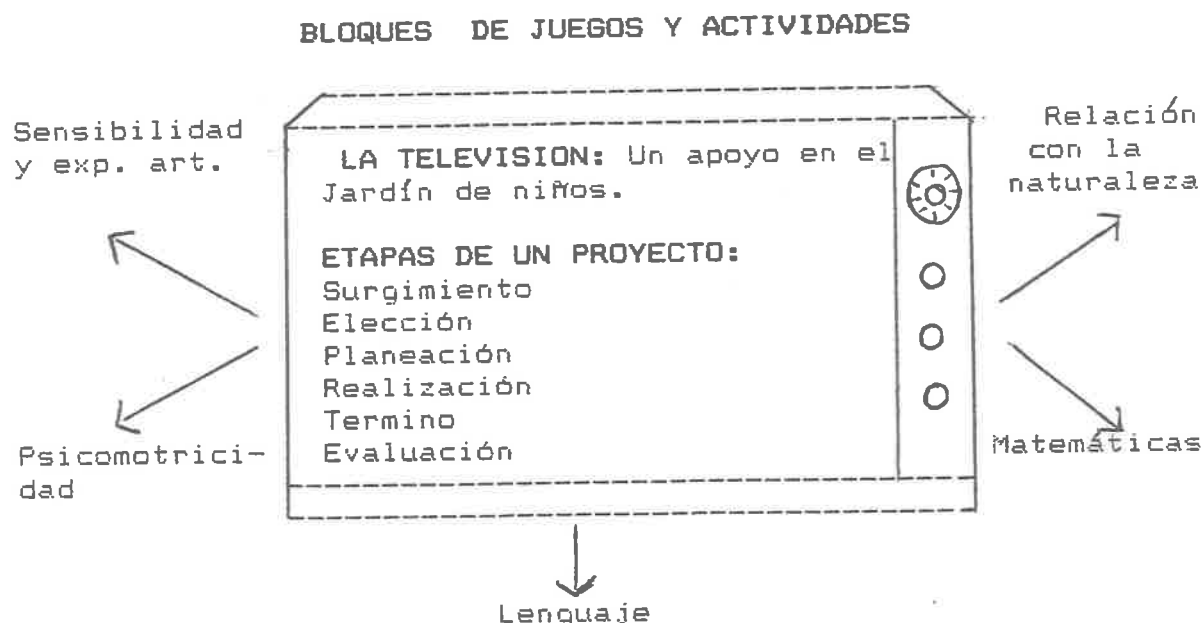 BLOQUES DE JUEGOS Y ACTIVIDADES
Sensibilidad
y exp. art.
Relación
con la
naturaleza
LA TELEVISION: Un apoyo en el
Jardín de niños.
ETAPAS DE UN PROYECTO:
Surgimiento
Elección
Planeación
Realización
Termino
Evaluación
Psicomotrici-
dad
Matemáticas
Lenguaje